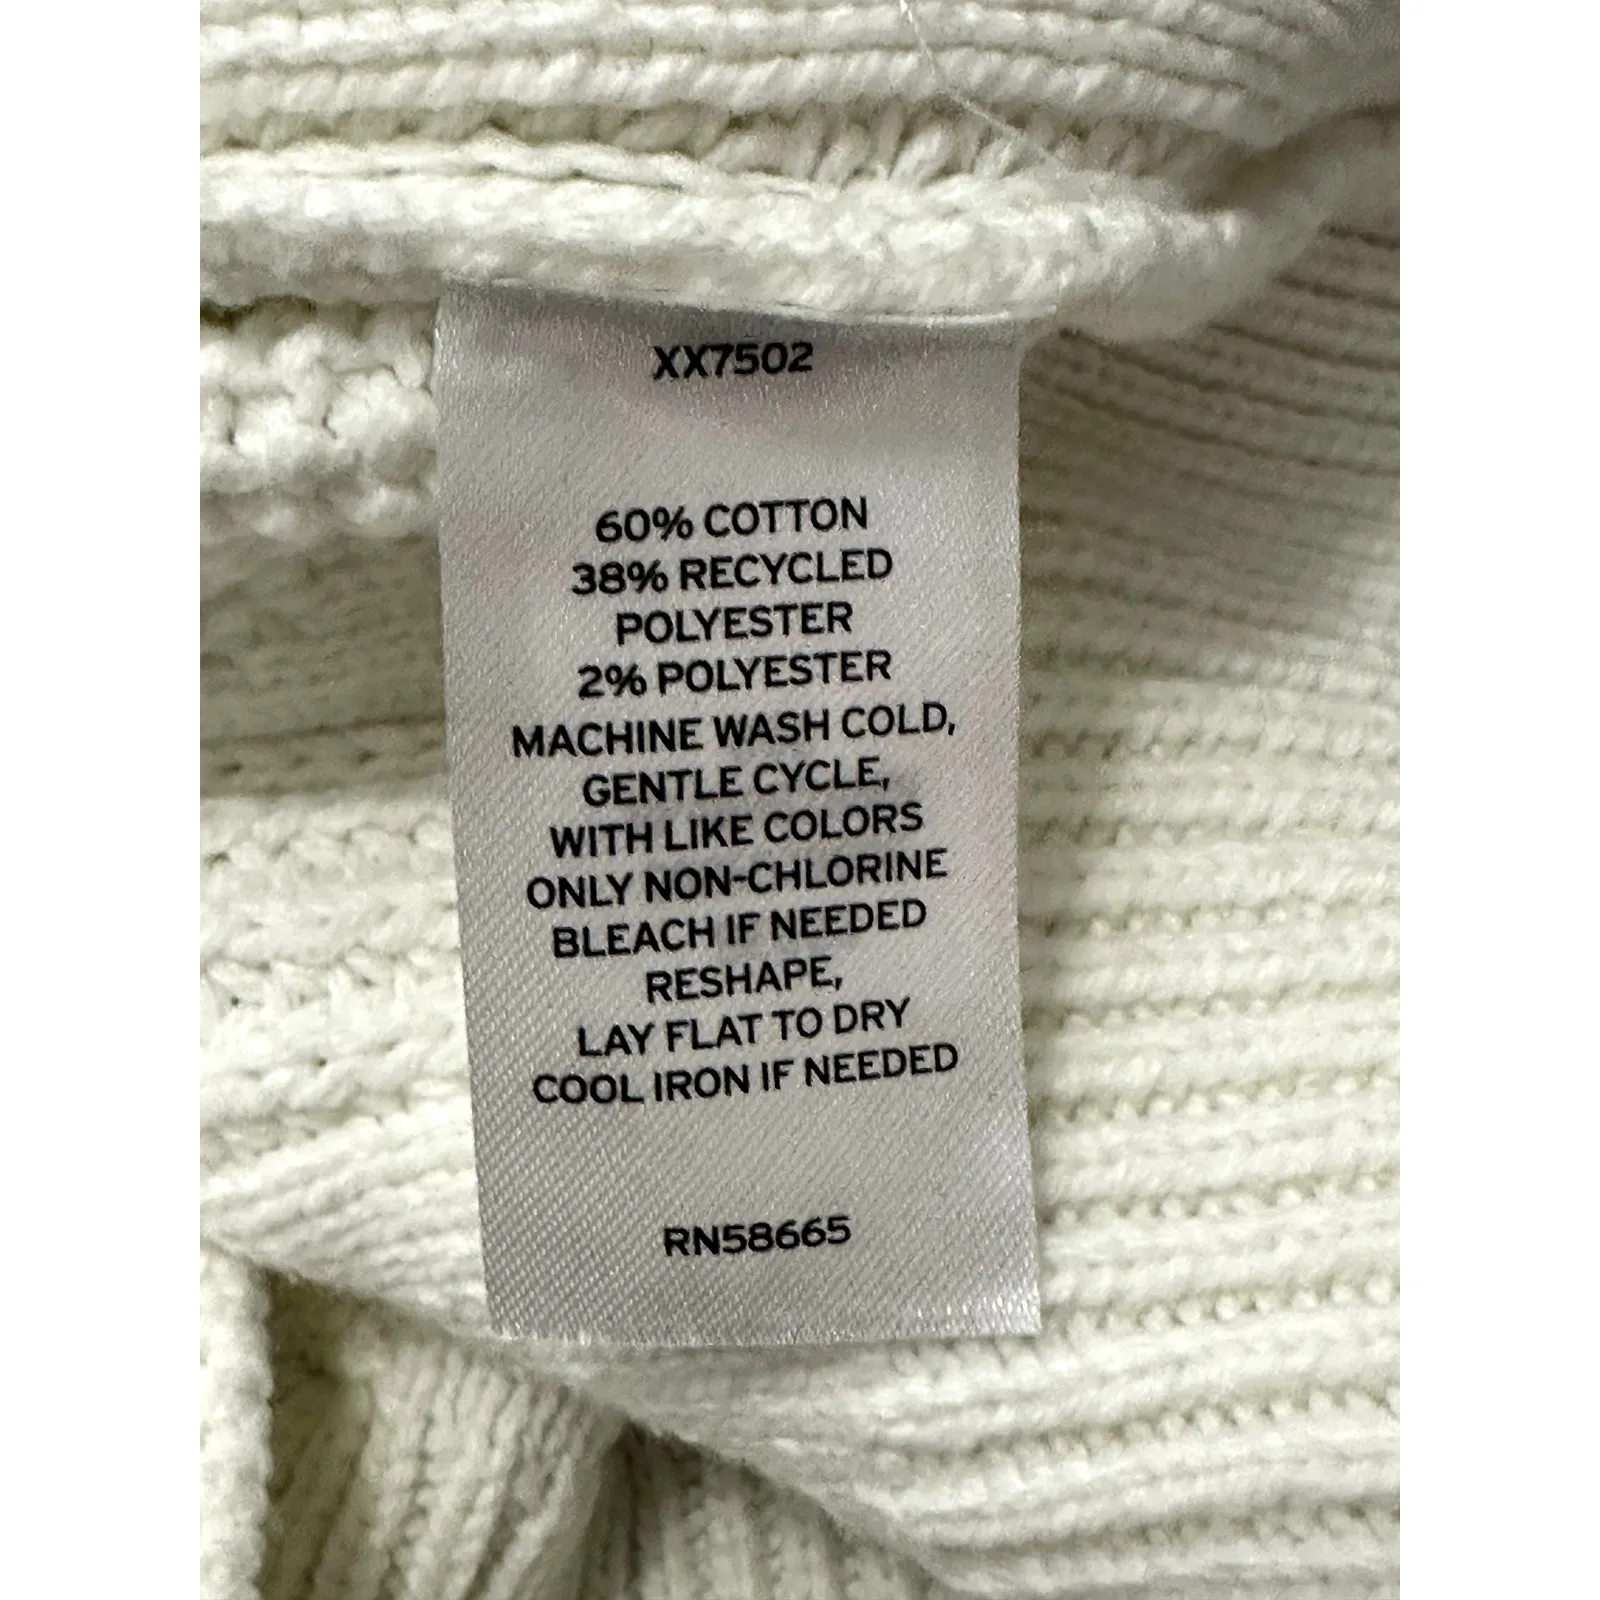 XX7502
60% COTTON
38% RECYCLED
POLYESTER
2% POLYESTER
MACHINE WASH COLD,
GENTLE CYCLE,
WITH LIKE COLORS
ONLY NON-CHLORINE
BLEACH IF NEEDED
RESHAPE,
LAY FLAT TO DRY
COOL IRON IF NEEDED
RN58665